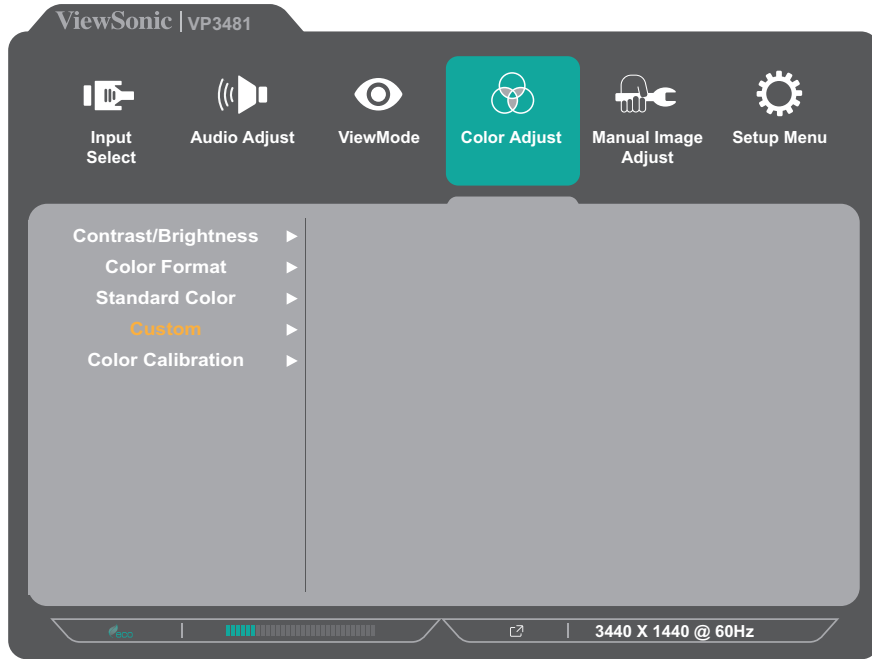 ViewSonic | VP3481
Input
Select
Audio Adjust
ViewMode
Color Adjust
Manual Image
Adjust
Setup Menu
Contrast/Brightness
Color Format
Standard Color
Custom
Color Calibration
eco
3440 X 1440 @ 60Hz